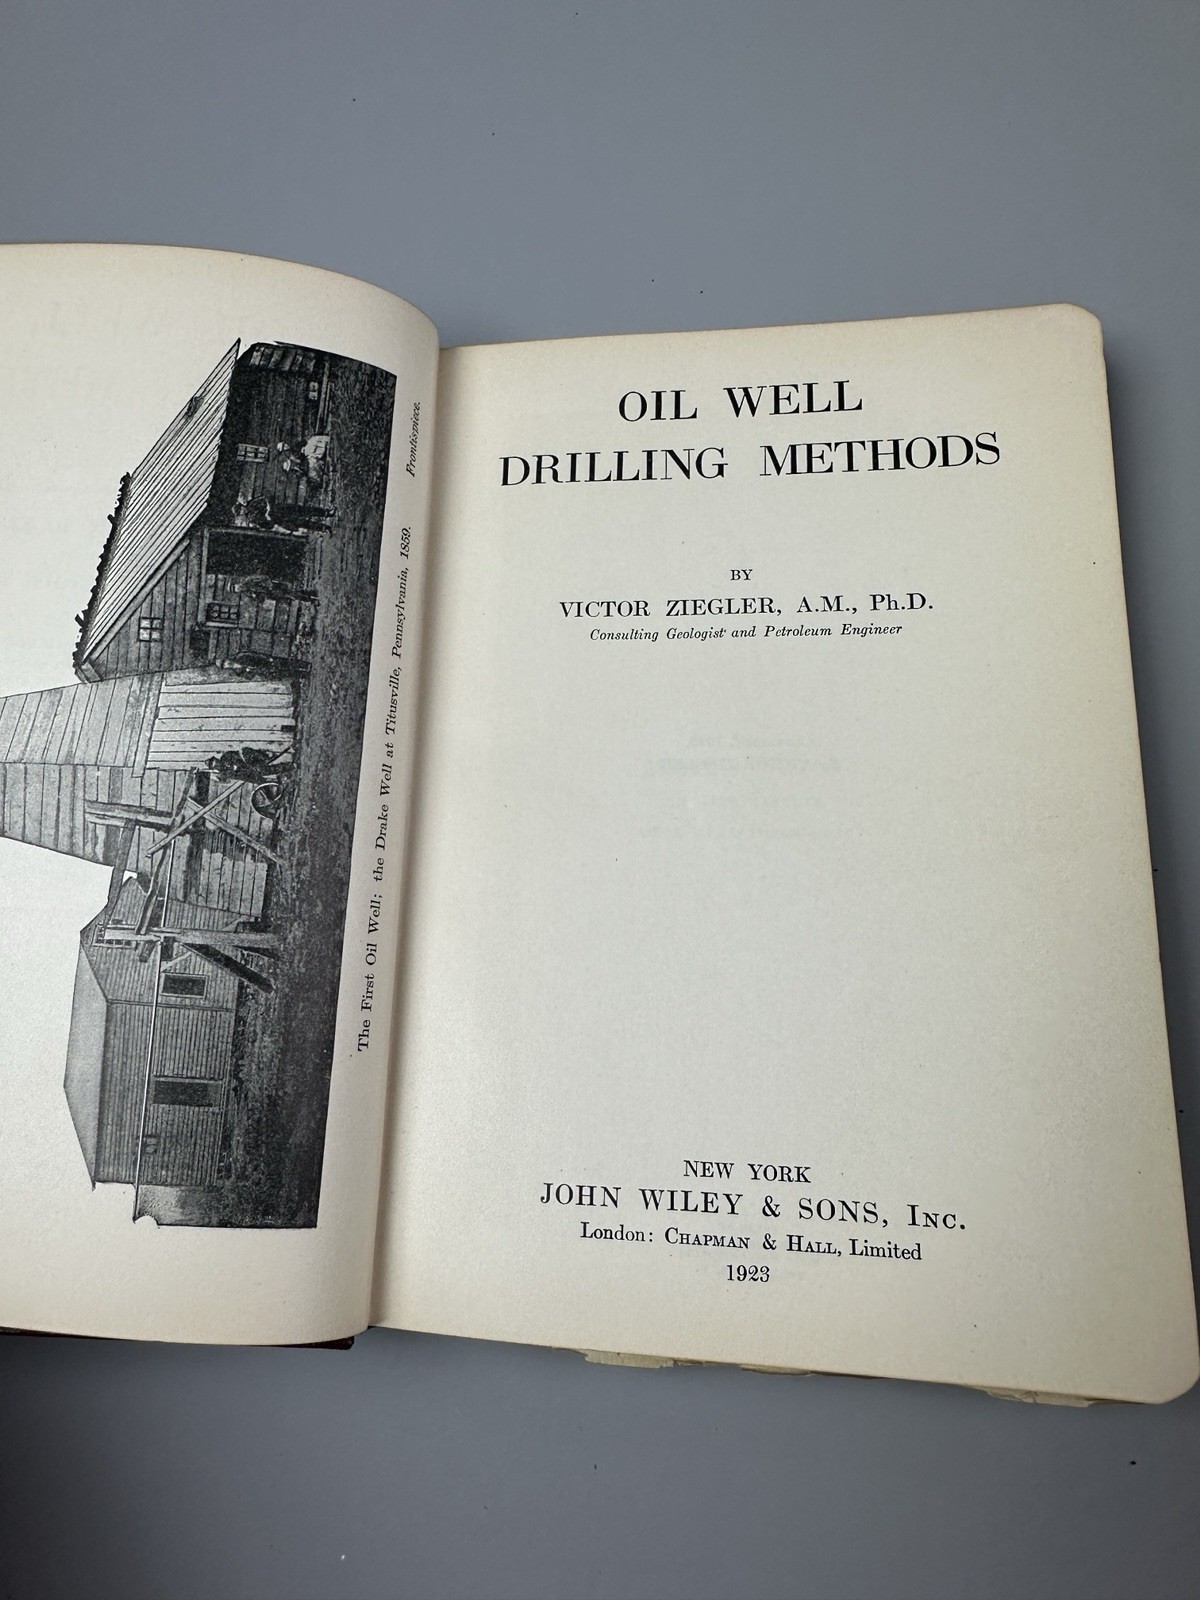 The First Oil Well; the Drake Well at Titusville, Pennsylvania, 1859.
Frontispiece.
OIL WELL
DRILLING METHODS
BY
VICTOR ZIEGLER, A.M., Ph.D.
Consulting Geologist and Petroleum Engineer
NEW YORK
JOHN WILEY & SONS, Inc.
London: Chapman & Hall, Limited
1923